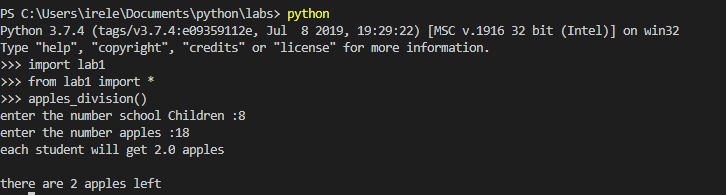 PS C:\Users\irele\Documents\python\labs> python
Python 3.7.4 (tags/v3.7.4:e09359112e, Jul  8 2019, 19:29:22) [MSC v.1916 32 bit (Intel)] on win32
Type "help", "copyright", "credits" or "license" for more information.
>>> import lab1
>>> from lab1 import *
>>> apples_division()
enter the number school Children :8
enter the number apples :18
each student will get 2.0 apples
there are 2 apples left